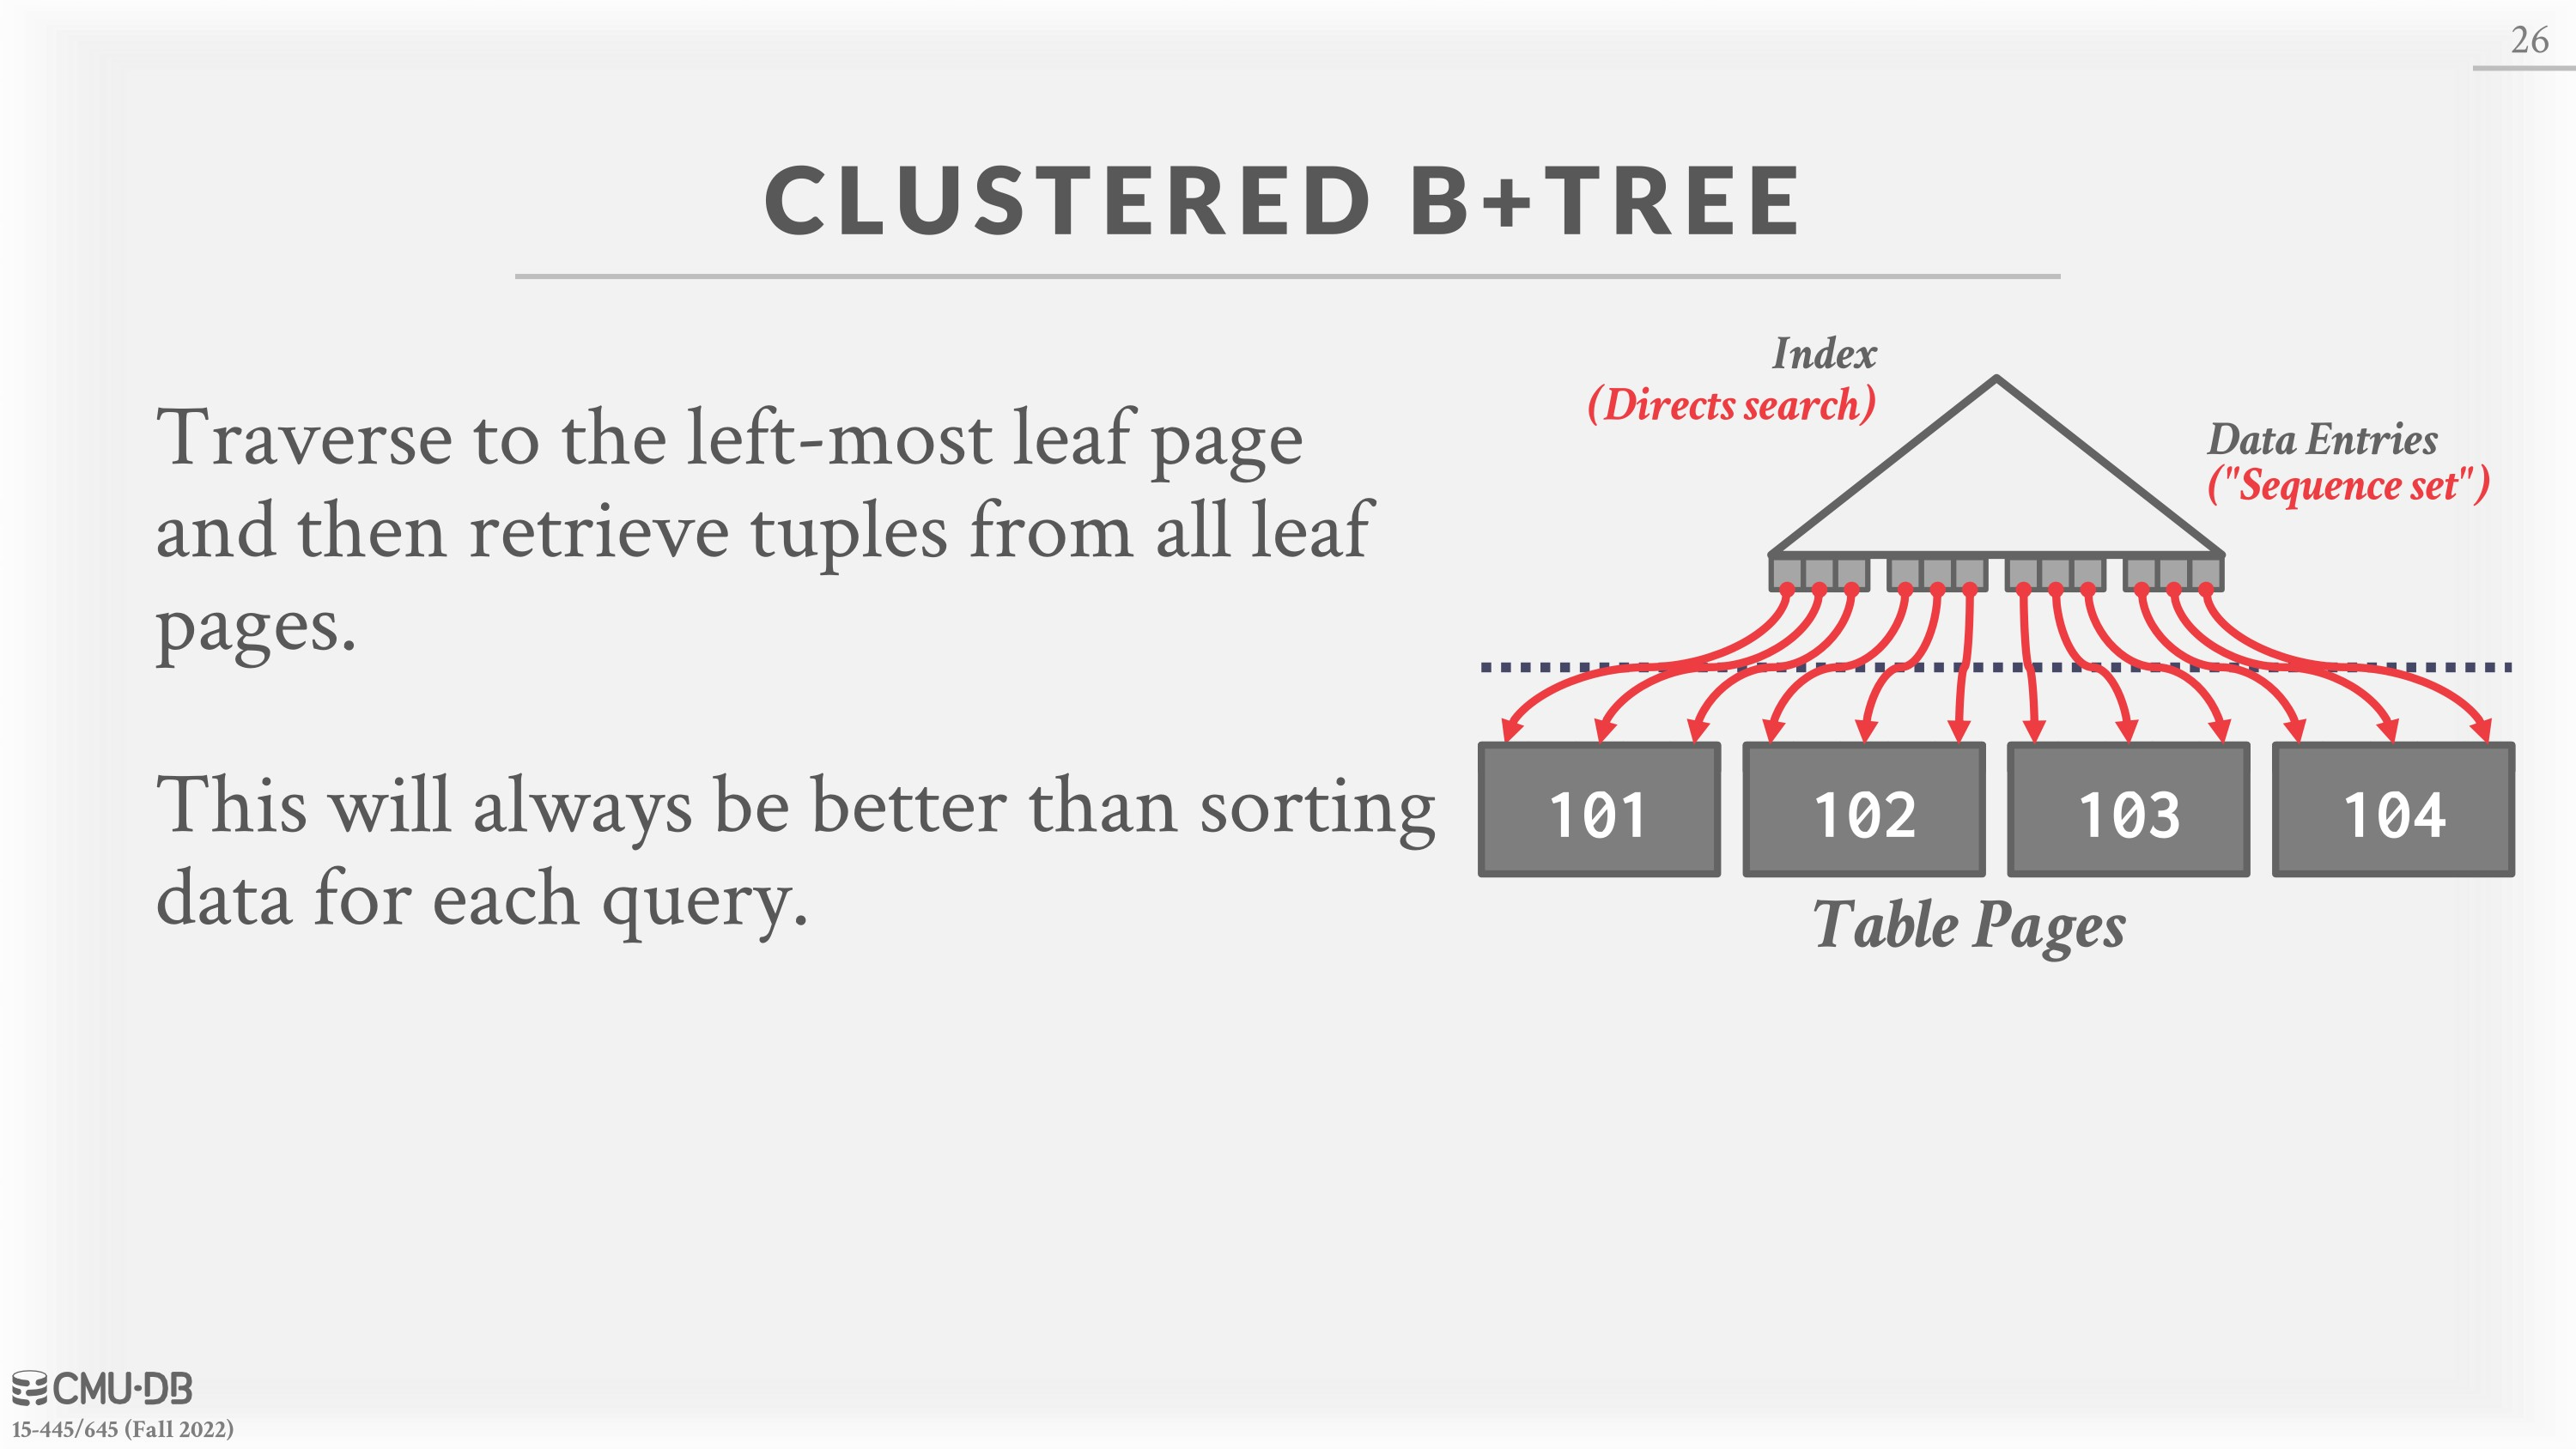 26
CLUSTERED B+TREE
Traverse to the left-most leaf page
and then retrieve tuples from all leaf
pages.
This will always be better than sorting
data for each query.
Index
(Directs search)
Data Entries
("Sequence set")
101
102
103
104
Table Pages
CMU·DB
15-445/645 (Fall 2022)